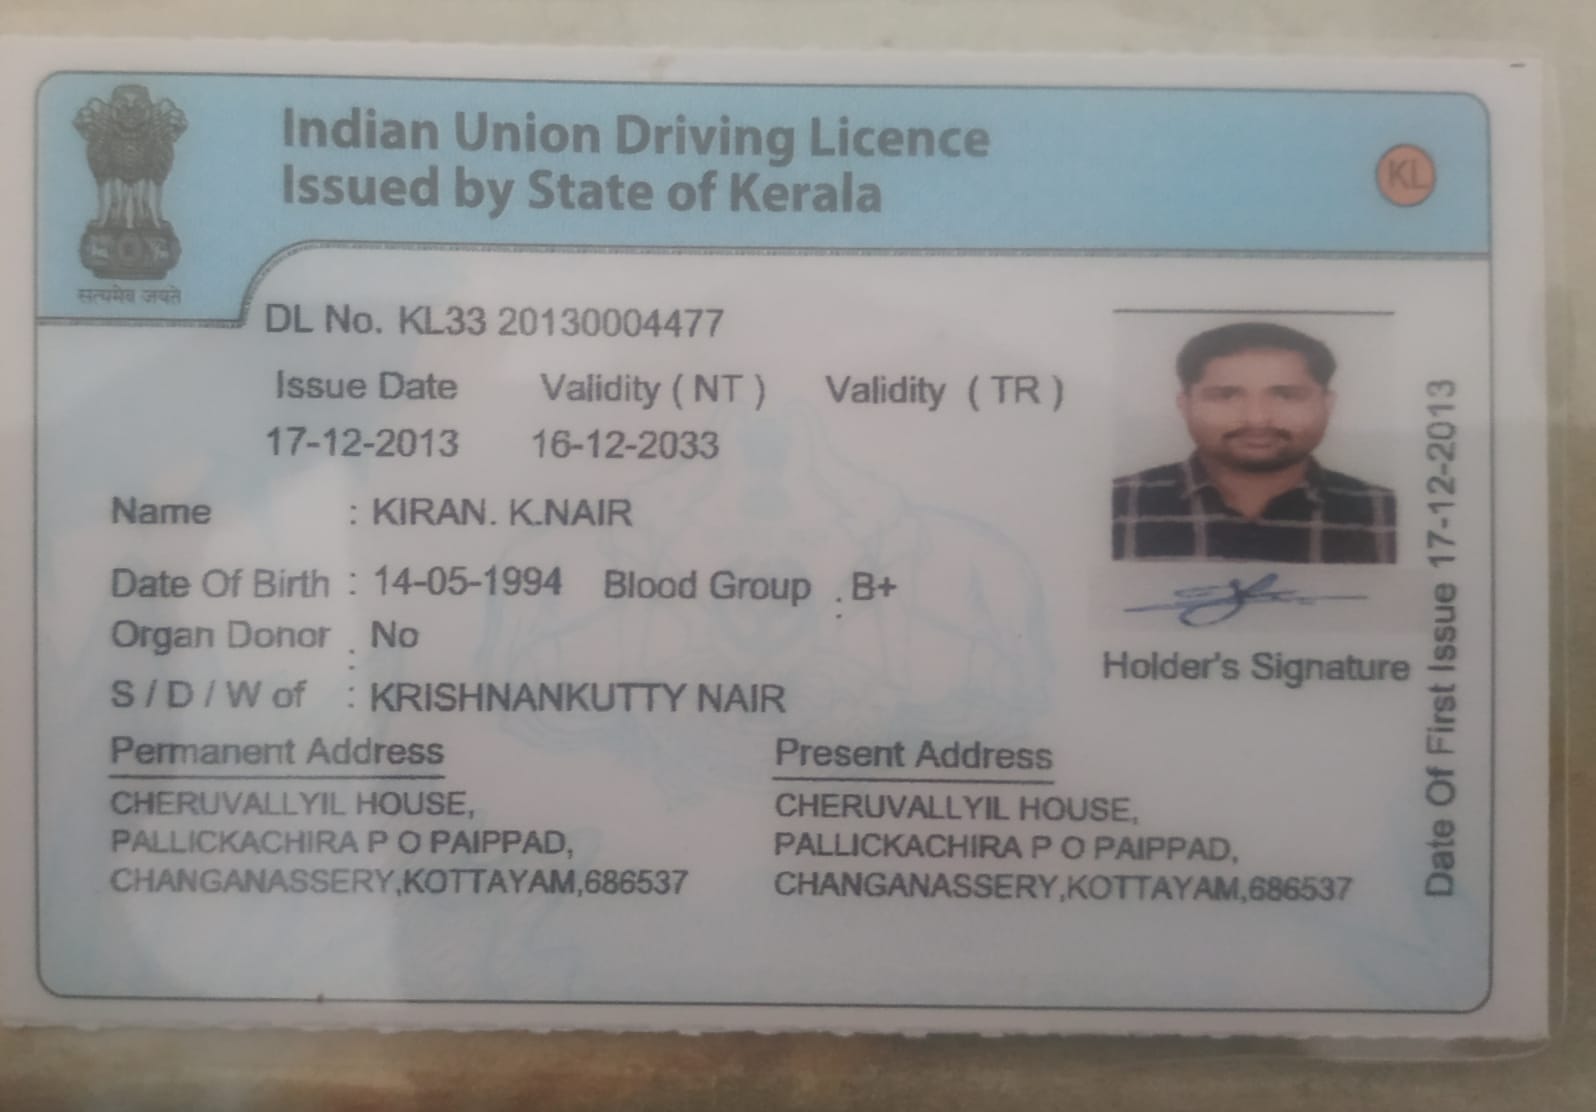 Indian Union Driving Licence
Issued by State of Kerala
KL
सत्यमेव जयते
DL No. KL33 20130004477
Issue Date Validity ( NT ) Validity ( TR )
17-12-2013 16-12-2033
Name : KIRAN. K.NAIR
Date Of Birth : 14-05-1994 Blood Group : B+
Organ Donor : No
S / D / W of : KRISHNANKUTTY NAIR
Holder's Signature
Date Of First Issue 17-12-2013
Permanent Address
CHERUVALLYIL HOUSE,
PALLICKACHIRA P O PAIPPAD,
CHANGANASSERY,KOTTAYAM,686537
Present Address
CHERUVALLYIL HOUSE,
PALLICKACHIRA P O PAIPPAD,
CHANGANASSERY,KOTTAYAM,686537